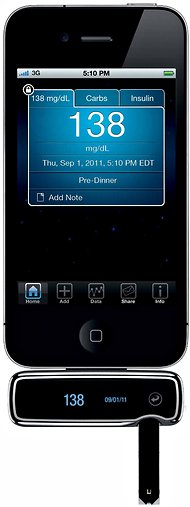 3G 5:10 PM
138 mg/dL Carbs Insulin
138
mg/dL
Thu, Sep 1, 2011, 5:10 PM EDT
Pre-Dinner
Add Note
Home Add Data Share Info
138 09/01/11